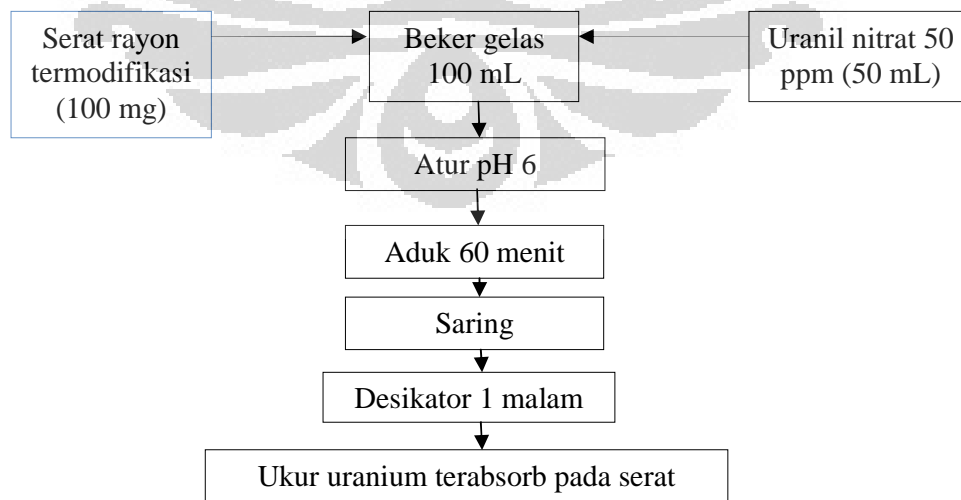 Serat rayon
termodifikasi
(100 mg)
Beker gelas
100 mL
Uranil nitrat 50
ppm (50 mL)
Atur pH 6
Aduk 60 menit
Saring
Desikator 1 malam
Ukur uranium terabsorb pada serat